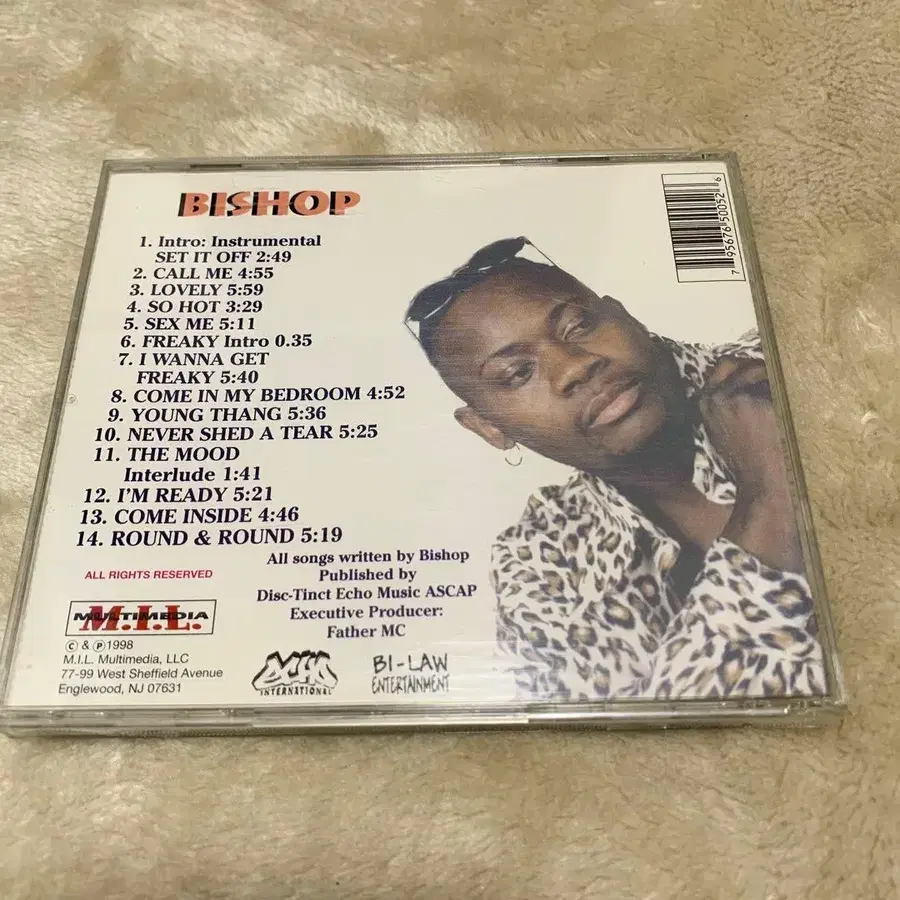 BISHOP
1. Intro: Instrumental
SET IT OFF 2:49
2. CALL ME 4:55
3. LOVELY 5:59
4. SO HOT 3:29
5. SEX ME 5:11
6. FREAKY Intro 0.35
7. I WANNA GET
FREAKY 5:40
8. COME IN MY BEDROOM 4:52
9. YOUNG THANG 5:36
10. NEVER SHED A TEAR 5:25
11. THE MOOD
Interlude 1:41
12. I'M READY 5:21
13. COME INSIDE 4:46
14. ROUND & ROUND 5:19
All songs written by Bishop
Published by
Disc-Tinct Echo Music ASCAP
Executive Producer:
Father MC
ALL RIGHTS RESERVED
M.I.L.
MULTIMEDIA
© & ℗ 1998
M.I.L. Multimedia, LLC
77-99 West Sheffield Avenue
Englewood, NJ 07631
ECHO
INTERNATIONAL
BI-LAW
ENTERTAINMENT
7 95676 50052 6